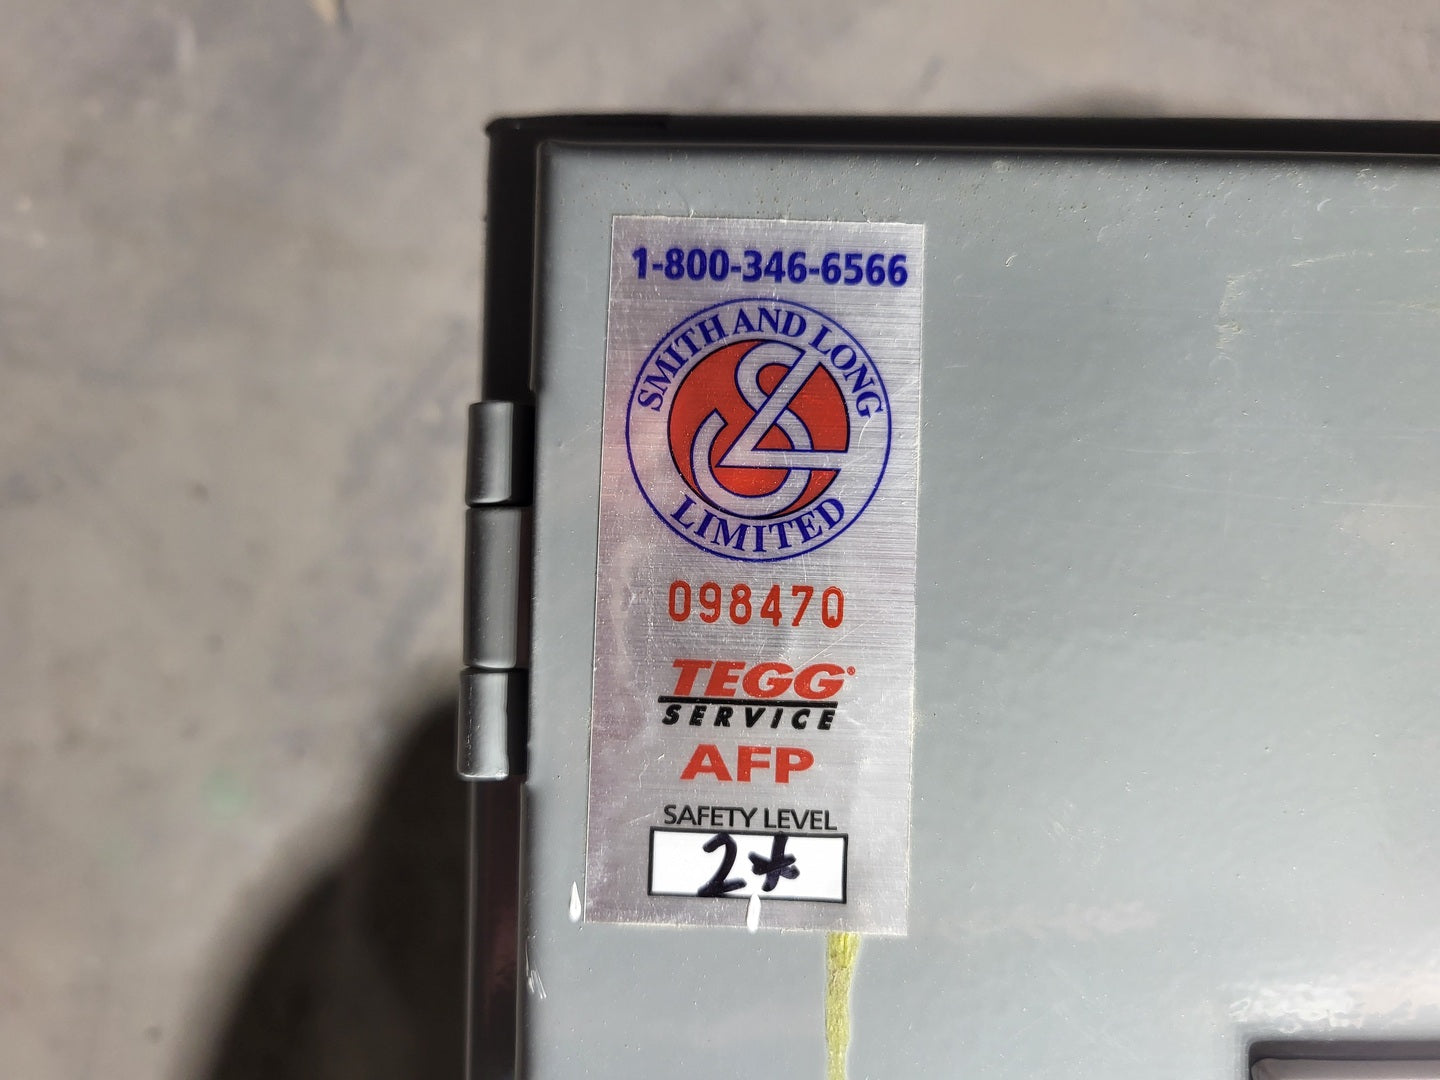 1-800-346-6566
SMITH AND LONG
LIMITED
098470
TEGG®
SERVICE
AFP
SAFETY LEVEL
2*